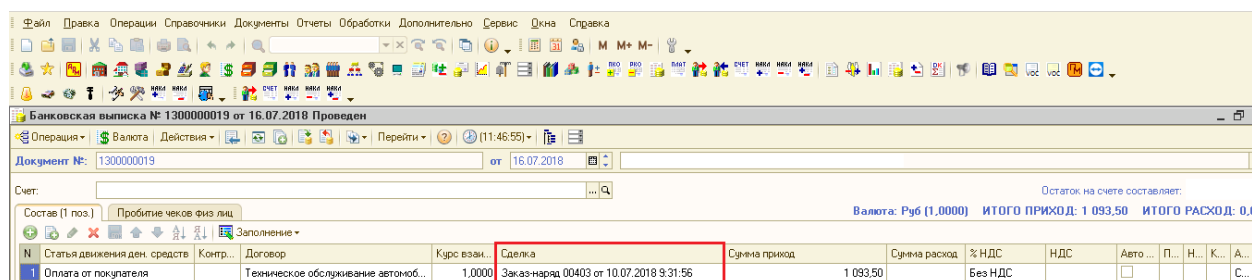 Файл Правка Операции Справочники Документы Отчеты Обработки Дополнительно Сервис Окна Справка
M M+ M-
Банковская выписка № 1300000019 от 16.07.2018 Проведен
Операция Валюта Действия Перейти (11:46:55)
Документ №: 1300000019 от 16.07.2018
Счет: ... Остаток на счете составляет:
Состав (1 поз.) Пробитие чеков физ лиц Валюта: Руб (1,0000) ИТОГО ПРИХОД: 1 093,50 ИТОГО РАСХОД: 0,0
Заполнение
N Статья движения ден. средств Контр... Договор Курс взаи... Сделка Сумма приход Сумма расход % НДС НДС Авто ... П... Н... К... А...
1 Оплата от покупателя Техническое обслуживание автомоб... 1,0000 Заказ-наряд 00403 от 10.07.2018 9:31:56 1 093,50 Без НДС С...